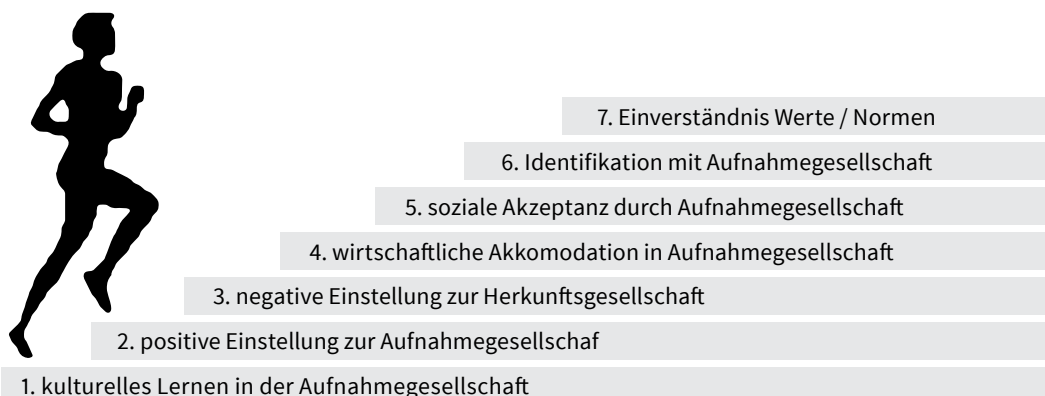 7. Einverständnis Werte / Normen
6. Identifikation mit Aufnahmegesellschaft
5. soziale Akzeptanz durch Aufnahmegesellschaft
4. wirtschaftliche Akkomodation in Aufnahmegesellschaft
3. negative Einstellung zur Herkunftsgesellschaft
2. positive Einstellung zur Aufnahmegesellschaf
1. kulturelles Lernen in der Aufnahmegesellschaft